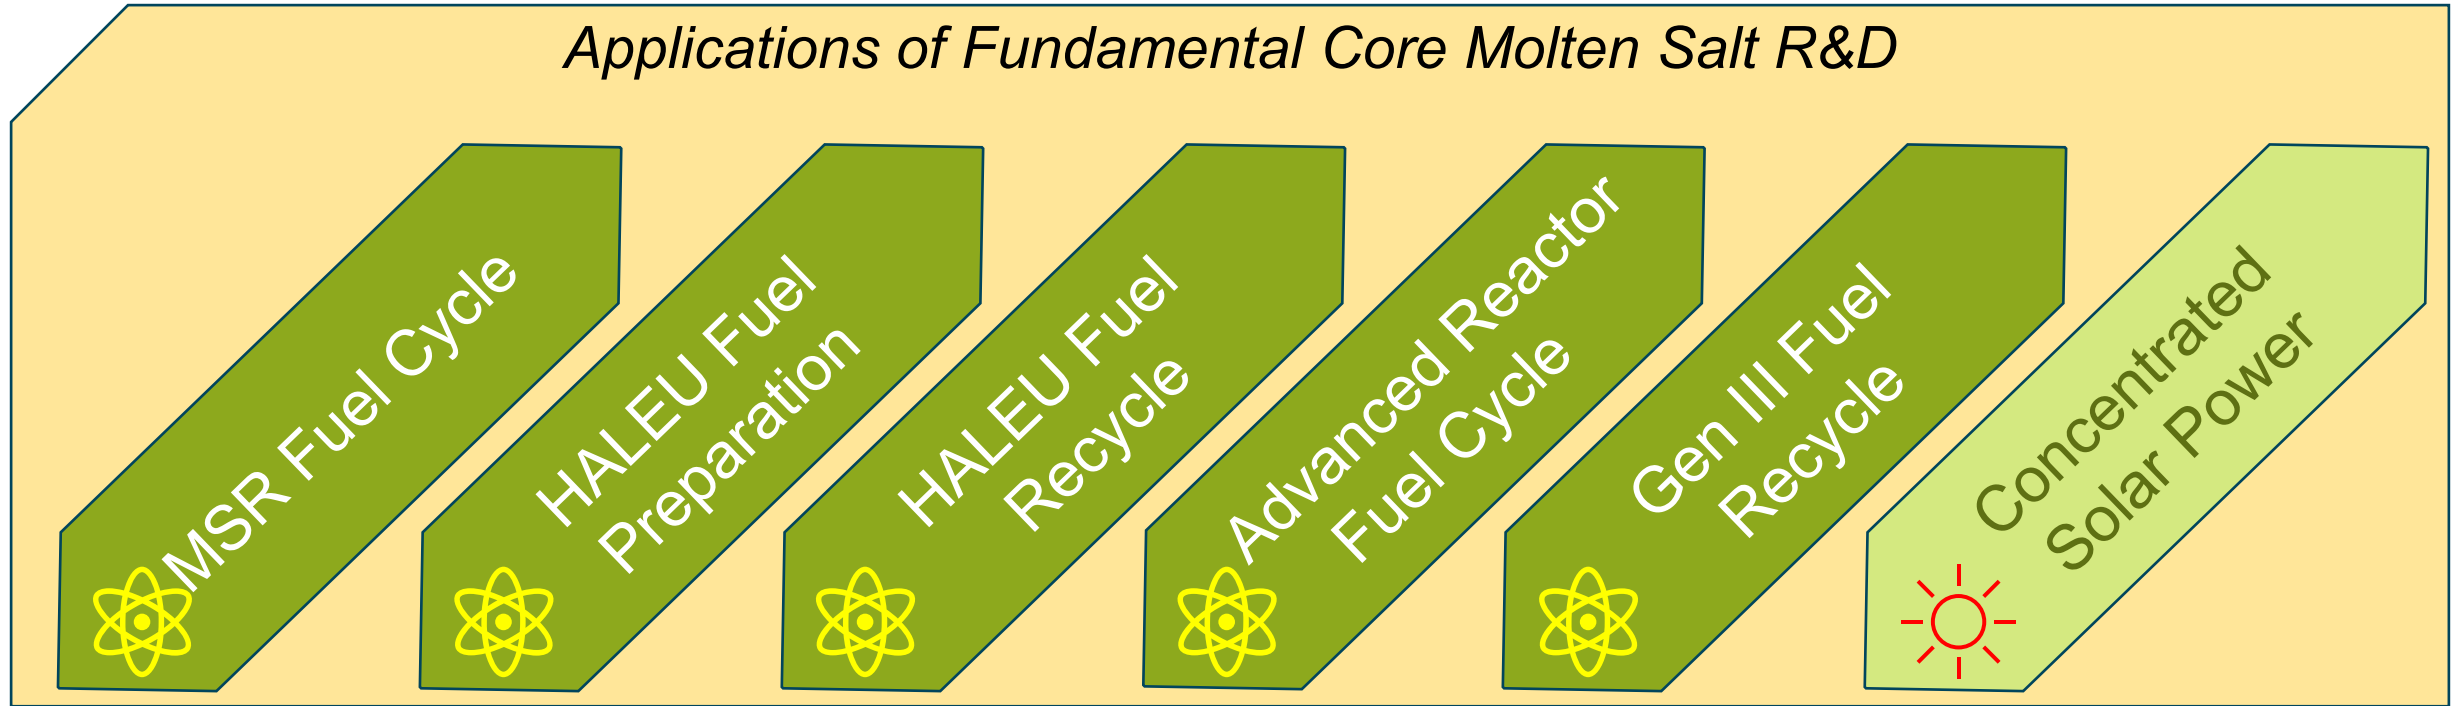 Applications of Fundamental Core Molten Salt R&D
MSR Fuel Cycle
HALEU Fuel
Preparation
HALEU Fuel
Recycle
Advanced Reactor
Fuel Cycle
Gen III Fuel
Recycle
Concentrated
Solar Power